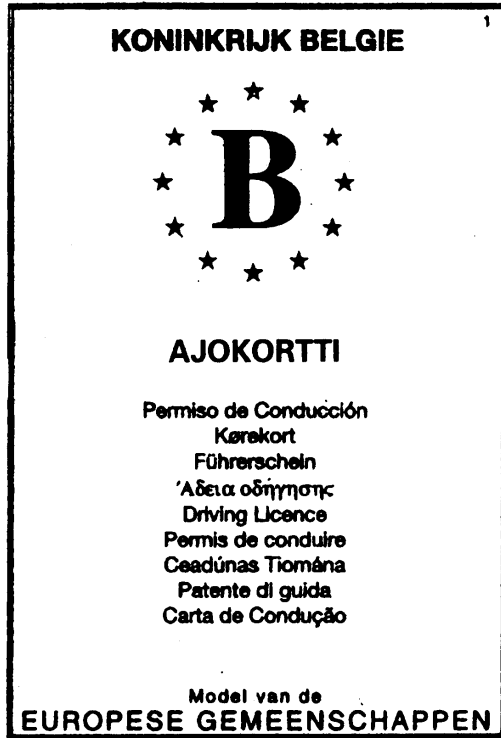 1
KONINKRIJK BELGIE
B
AJOKORTTI
Permiso de Conducción
Kørekort
Führerschein
Άδεια οδήγησης
Driving Licence
Permis de conduire
Ceadúnas Tiomána
Patente di guida
Carta de Condução
Model van de
EUROPESE GEMEENSCHAPPEN